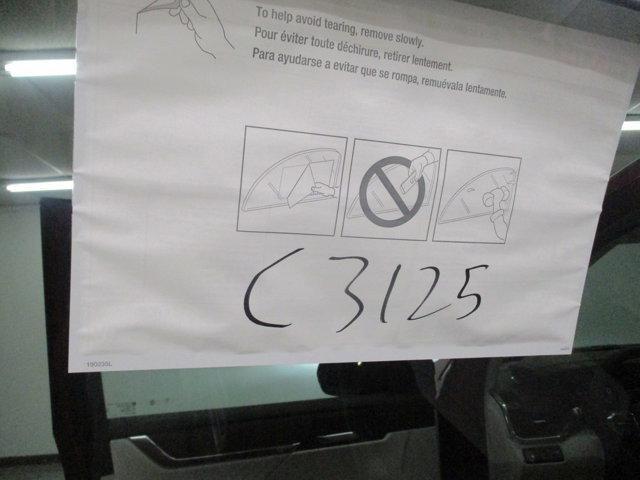 To help avoid tearing, remove slowly.
Pour éviter toute déchirure, retirer lentement.
Para ayudarse a evitar que se rompa, remuévala lentamente.
C3125
190235L